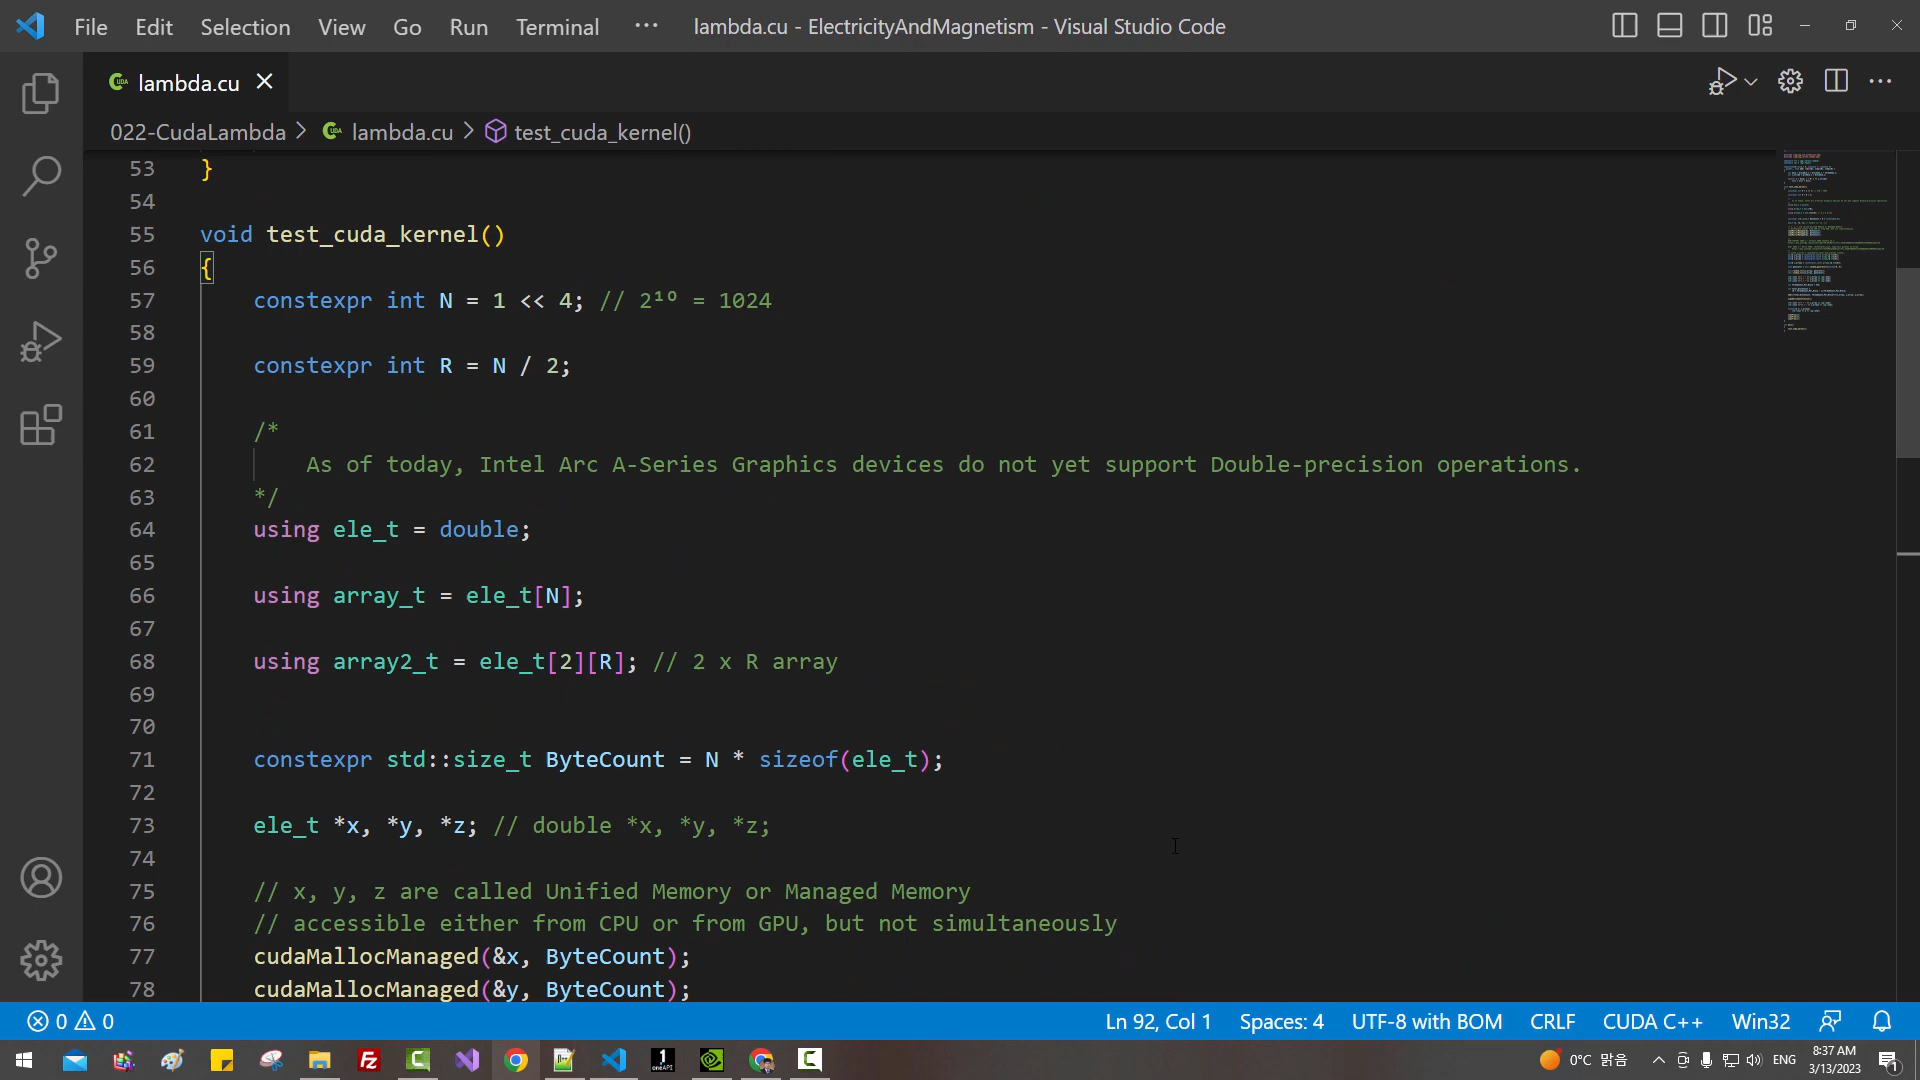 File Edit Selection View Go Run Terminal ··· lambda.cu - ElectricityAndMagnetism - Visual Studio Code
lambda.cu
022-CudaLambda > lambda.cu > test_cuda_kernel()
53 }
54
55 void test_cuda_kernel()
56 {
57 constexpr int N = 1 << 4; // 2¹⁰ = 1024
58
59 constexpr int R = N / 2;
60
61 /*
62 As of today, Intel Arc A-Series Graphics devices do not yet support Double-precision operations.
63 */
64 using ele_t = double;
65
66 using array_t = ele_t[N];
67
68 using array2_t = ele_t[2][R]; // 2 x R array
69
70
71 constexpr std::size_t ByteCount = N * sizeof(ele_t);
72
73 ele_t *x, *y, *z; // double *x, *y, *z;
74
75 // x, y, z are called Unified Memory or Managed Memory
76 // accessible either from CPU or from GPU, but not simultaneously
77 cudaMallocManaged(&x, ByteCount);
78 cudaMallocManaged(&y, ByteCount);
0 0 Ln 92, Col 1 Spaces: 4 UTF-8 with BOM CRLF CUDA C++ Win32
0°C 맑음 ENG 8:37 AM
3/13/2023